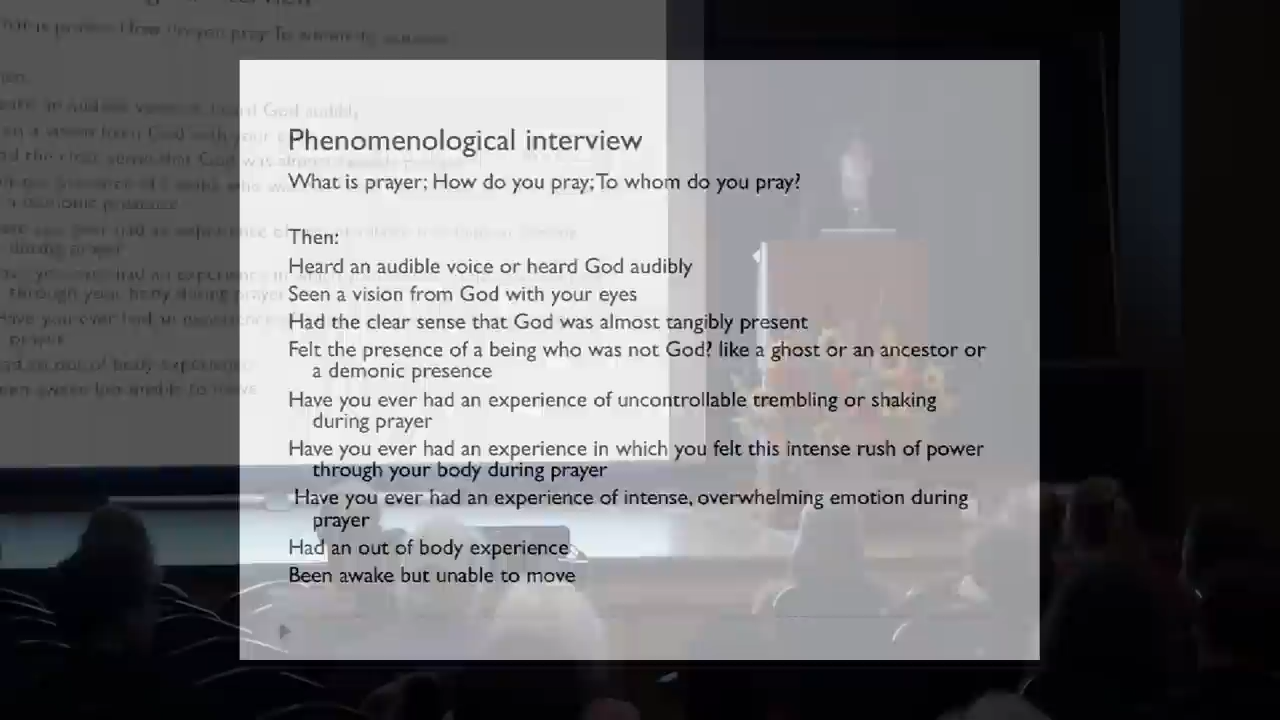 Phenomenological interview
What is prayer; How do you pray; To whom do you pray?
Then:
Heard an audible voice or heard God audibly
Seen a vision from God with your eyes
Had the clear sense that God was almost tangibly present
Felt the presence of a being who was not God? like a ghost or an ancestor or
a demonic presence
Have you ever had an experience of uncontrollable trembling or shaking
during prayer
Have you ever had an experience in which you felt this intense rush of power
through your body during prayer
Have you ever had an experience of intense, overwhelming emotion during
prayer
Had an out of body experience
Been awake but unable to move